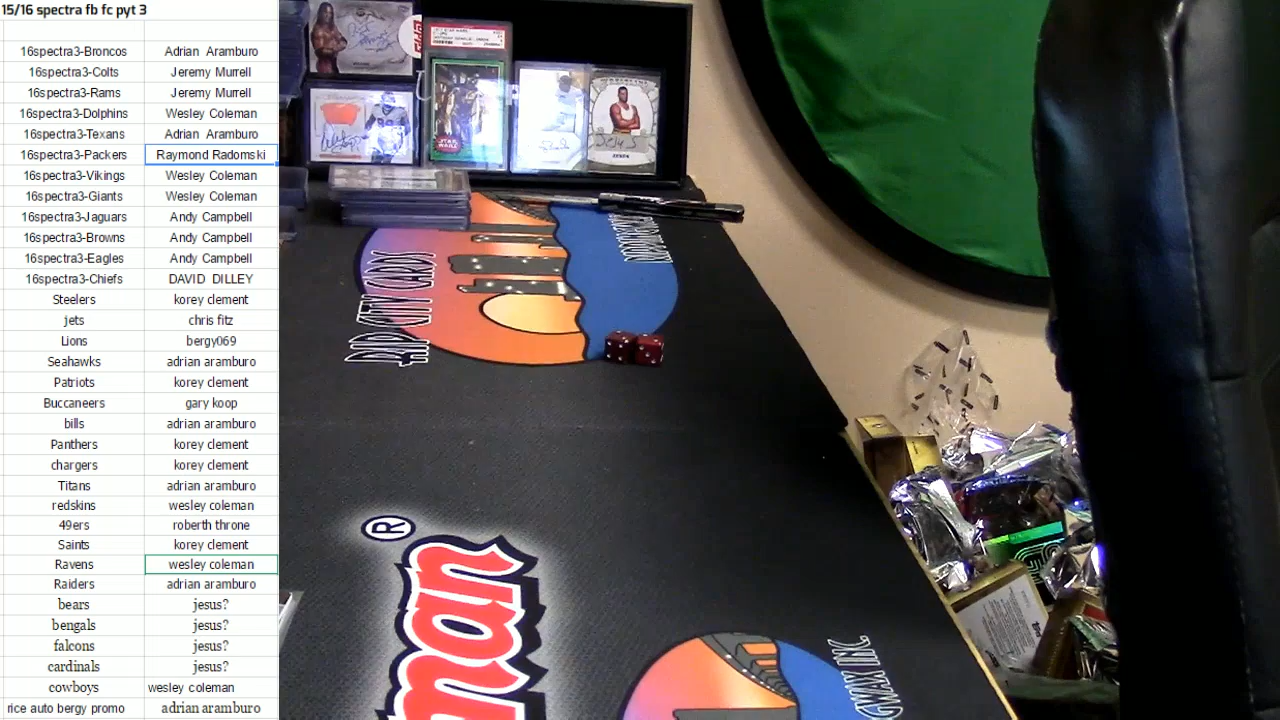 15/16 spectra fb fc pyt 3
16spectra3-Broncos Adrian Aramburo
16spectra3-Colts Jeremy Murrell
16spectra3-Rams Jeremy Murrell
16spectra3-Dolphins Wesley Coleman
16spectra3-Texans Adrian Aramburo
16spectra3-Packers Raymond Radomski
16spectra3-Vikings Wesley Coleman
16spectra3-Giants Wesley Coleman
16spectra3-Jaguars Andy Campbell
16spectra3-Browns Andy Campbell
16spectra3-Eagles Andy Campbell
16spectra3-Chiefs DAVID DILLEY
Steelers korey clement
jets chris fitz
Lions bergy069
Seahawks adrian aramburo
Patriots korey clement
Buccaneers gary koop
bills adrian aramburo
Panthers korey clement
chargers korey clement
Titans adrian aramburo
redskins wesley coleman
49ers roberth throne
Saints korey clement
Ravens wesley coleman
Raiders adrian aramburo
bears jesus?
bengals jesus?
falcons jesus?
cardinals jesus?
cowboys wesley coleman
rice auto bergy promo adrian aramburo
RIP CITY CARDS
®
man